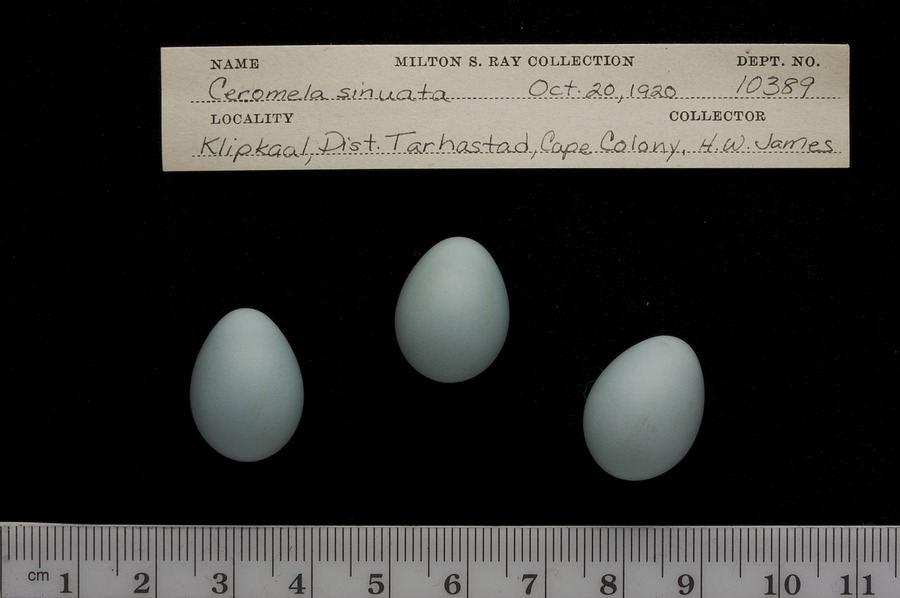 NAME MILTON S. RAY COLLECTION DEPT. NO.
Ceromela sinuata Oct. 20, 1920 10389
LOCALITY COLLECTOR
Klipkaal, Dist. Tarhastad, Cape Colony. H.W. James
cm 1 2 3 4 5 6 7 8 9 10 11